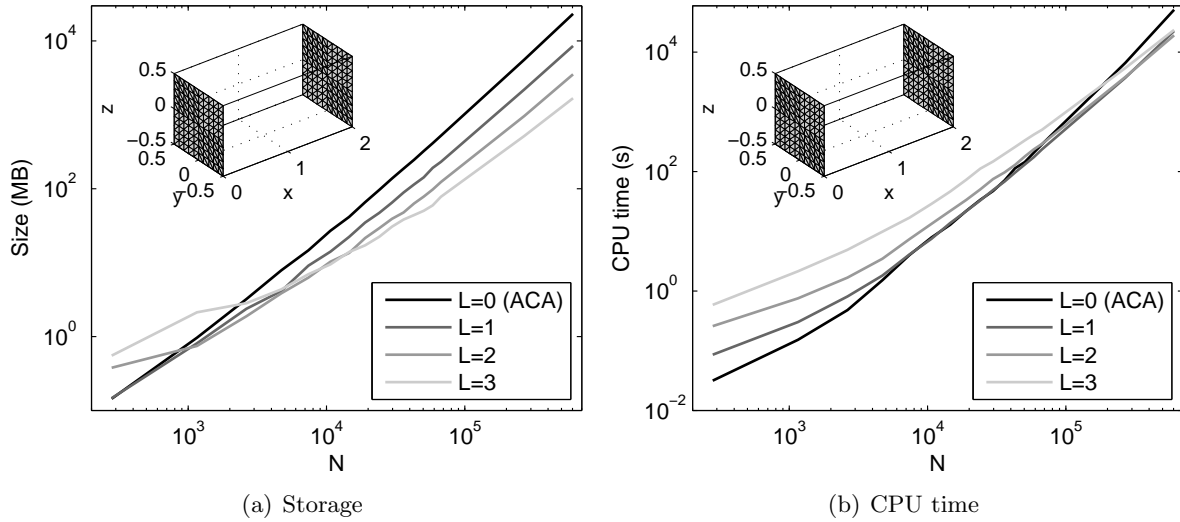 10^4
10^2
10^0
Size (MB)
10^3
10^4
10^5
N
0.5
0
−0.5
z
0.5
0
−0.5
y
0
1
2
x
L=0 (ACA)
L=1
L=2
L=3
(a) Storage
10^4
10^2
10^0
10^−2
CPU time (s)
10^3
10^4
10^5
N
0.5
0
−0.5
z
0.5
0
−0.5
y
0
1
2
x
L=0 (ACA)
L=1
L=2
L=3
(b) CPU time